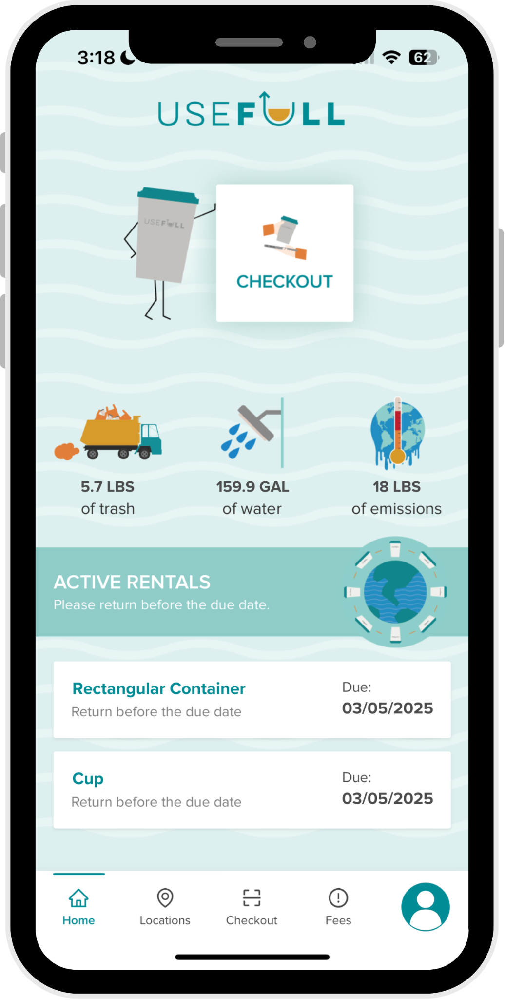 3:18
62
USEFULL
USEFULL
CHECKOUT
5.7 LBS
of trash
159.9 GAL
of water
18 LBS
of emissions
ACTIVE RENTALS
Please return before the due date.
Rectangular Container
Return before the due date
Due:
03/05/2025
Cup
Return before the due date
Due:
03/05/2025
Home
Locations
Checkout
Fees